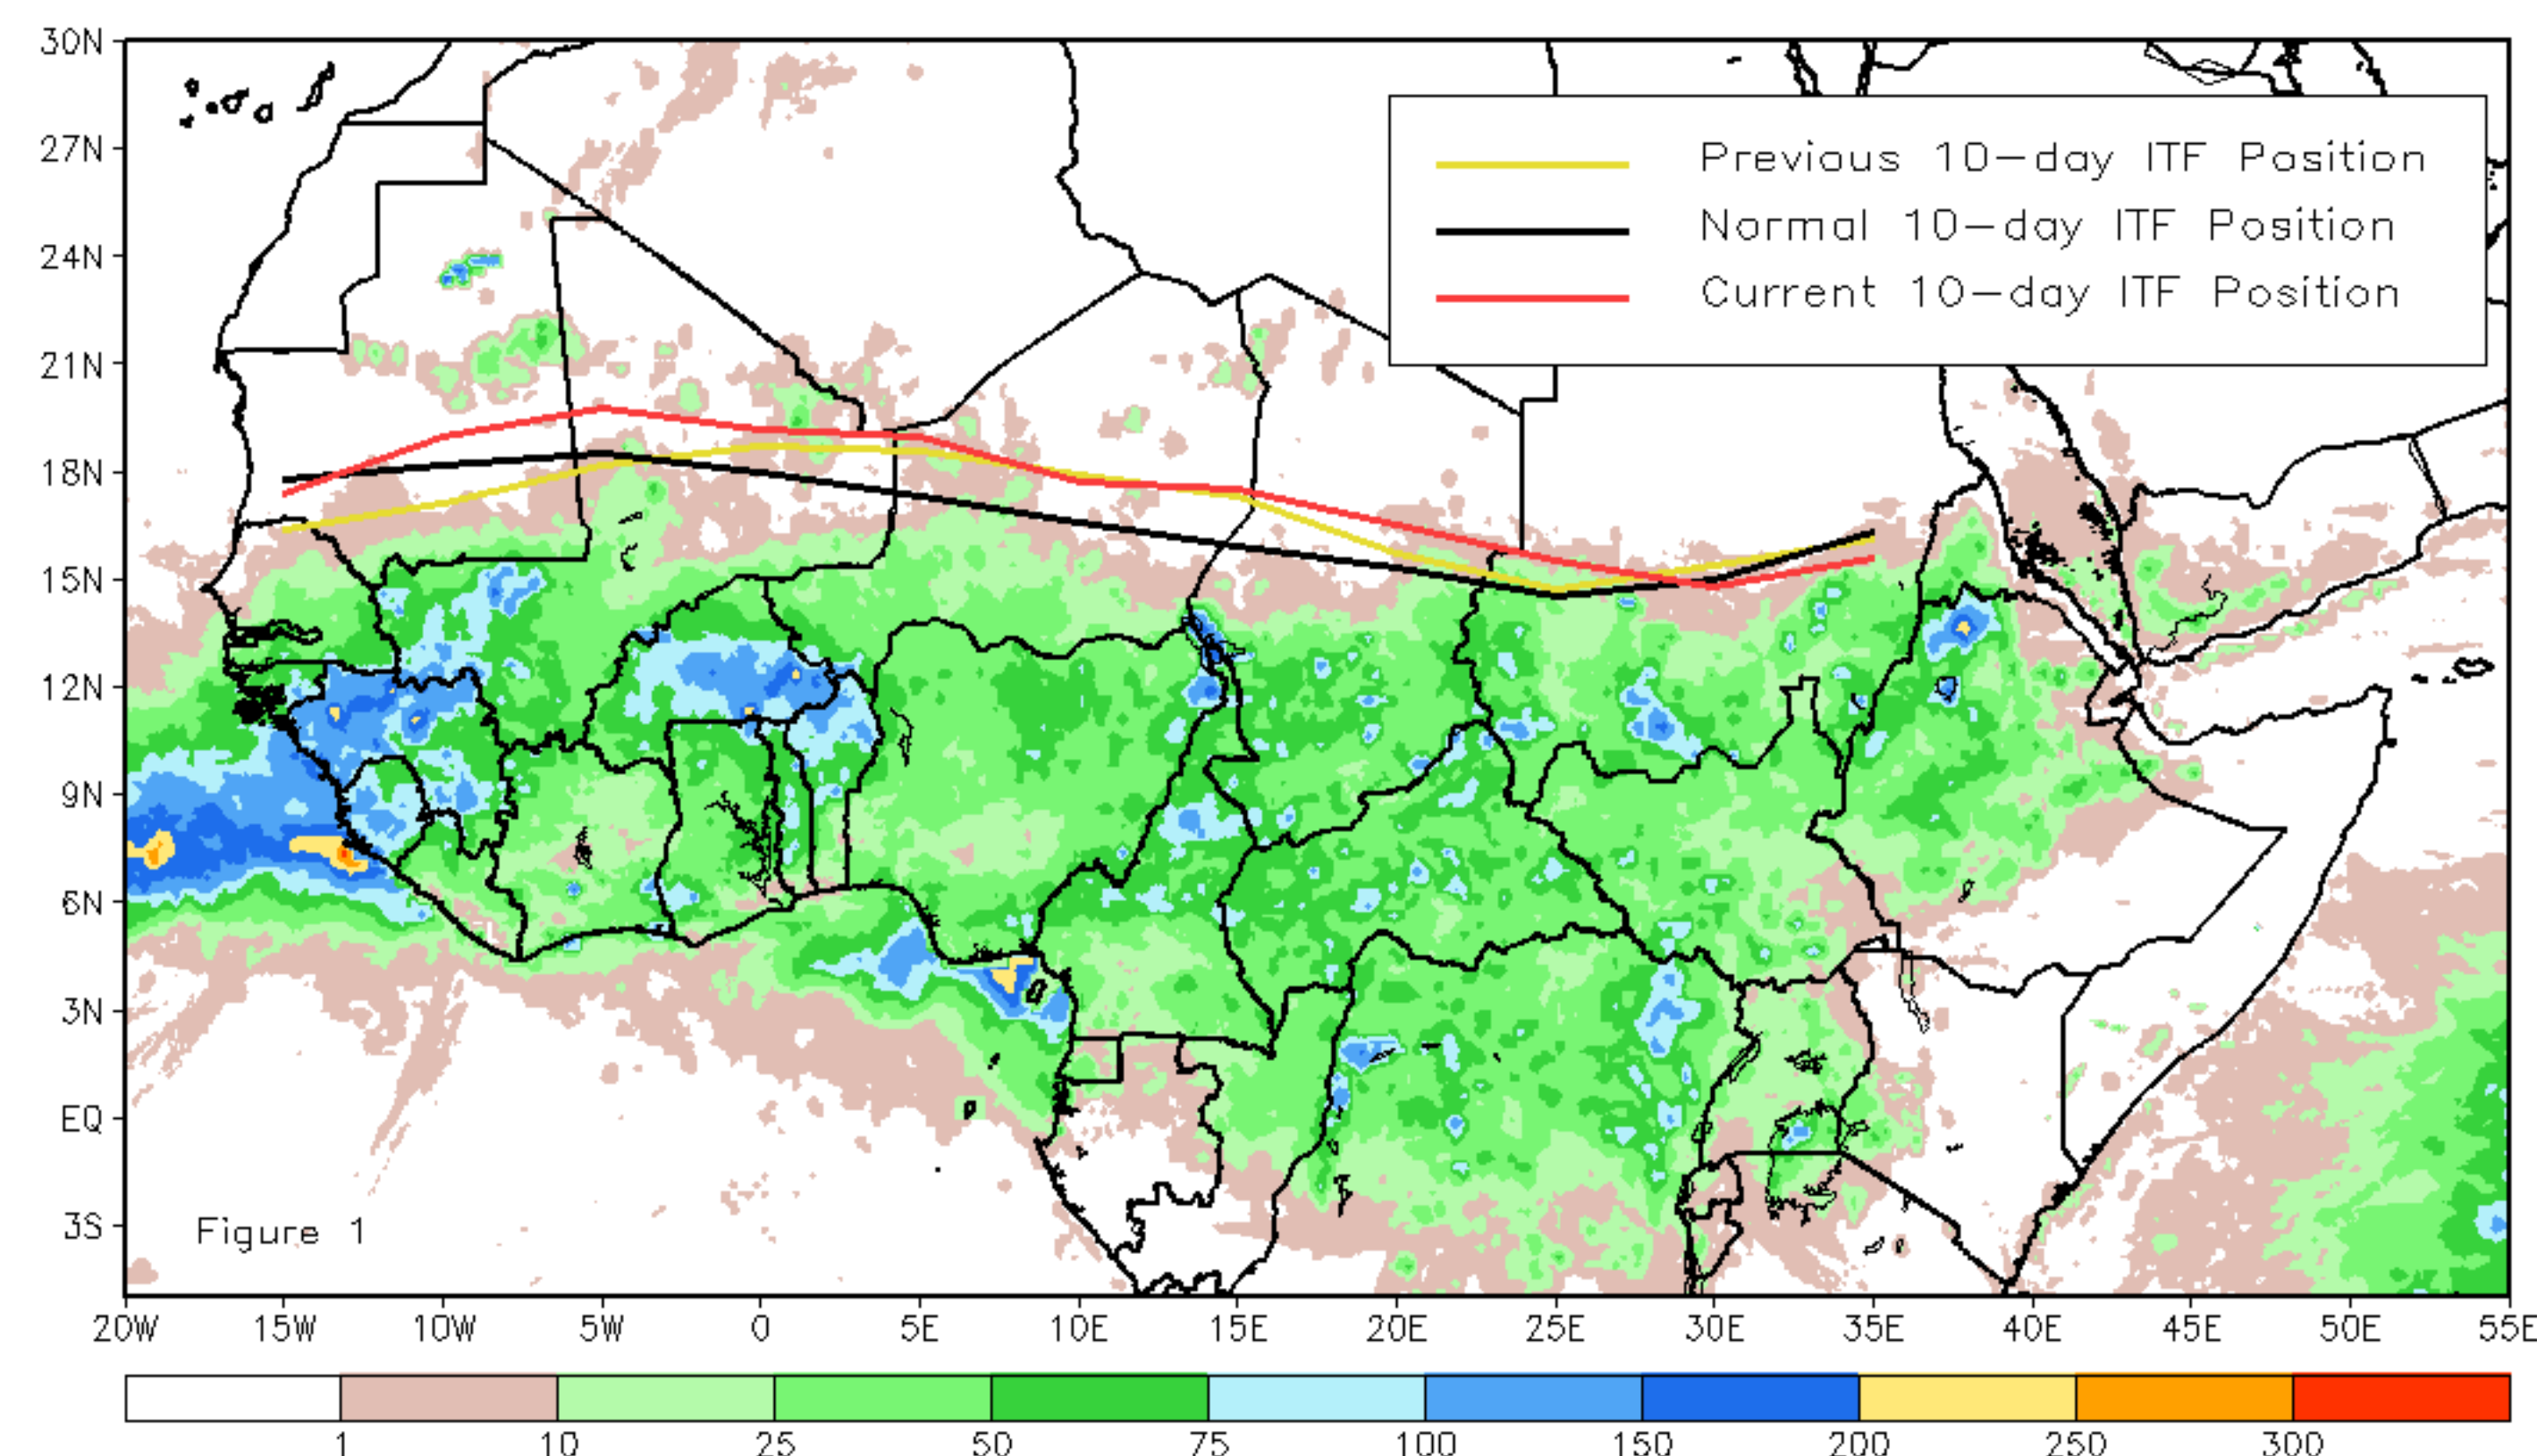 30N
27N
24N
21N
18N
15N
12N
9N
6N
3N
EQ
3S
Previous 10-day ITF Position
Normal 10-day ITF Position
Current 10-day ITF Position
Figure 1
20W 15W 10W 5W 0 5E 10E 15E 20E 25E 30E 35E 40E 45E 50E 55E
1 10 25 50 75 100 150 200 250 300